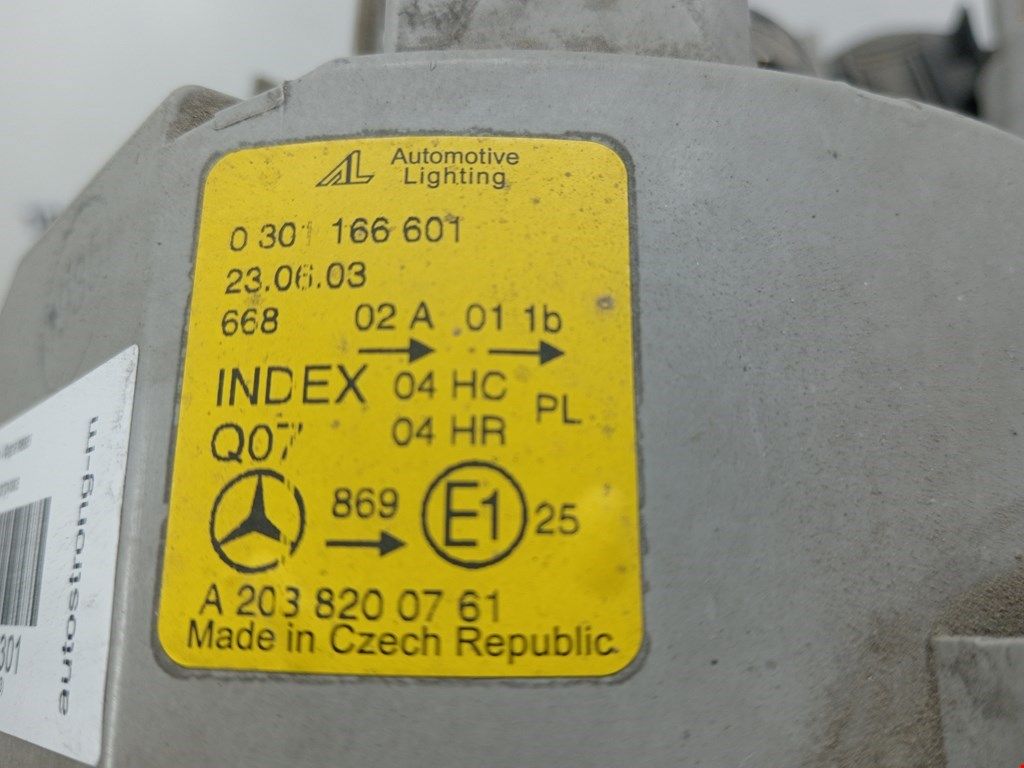 AL Automotive
Lighting
0 301 166 601
23.06.03
668 02 A 01 1b
INDEX 04 HC PL
Q07 04 HR
869 E1 25
A 203 820 07 61
Made in Czech Republic
autostrong-m
301